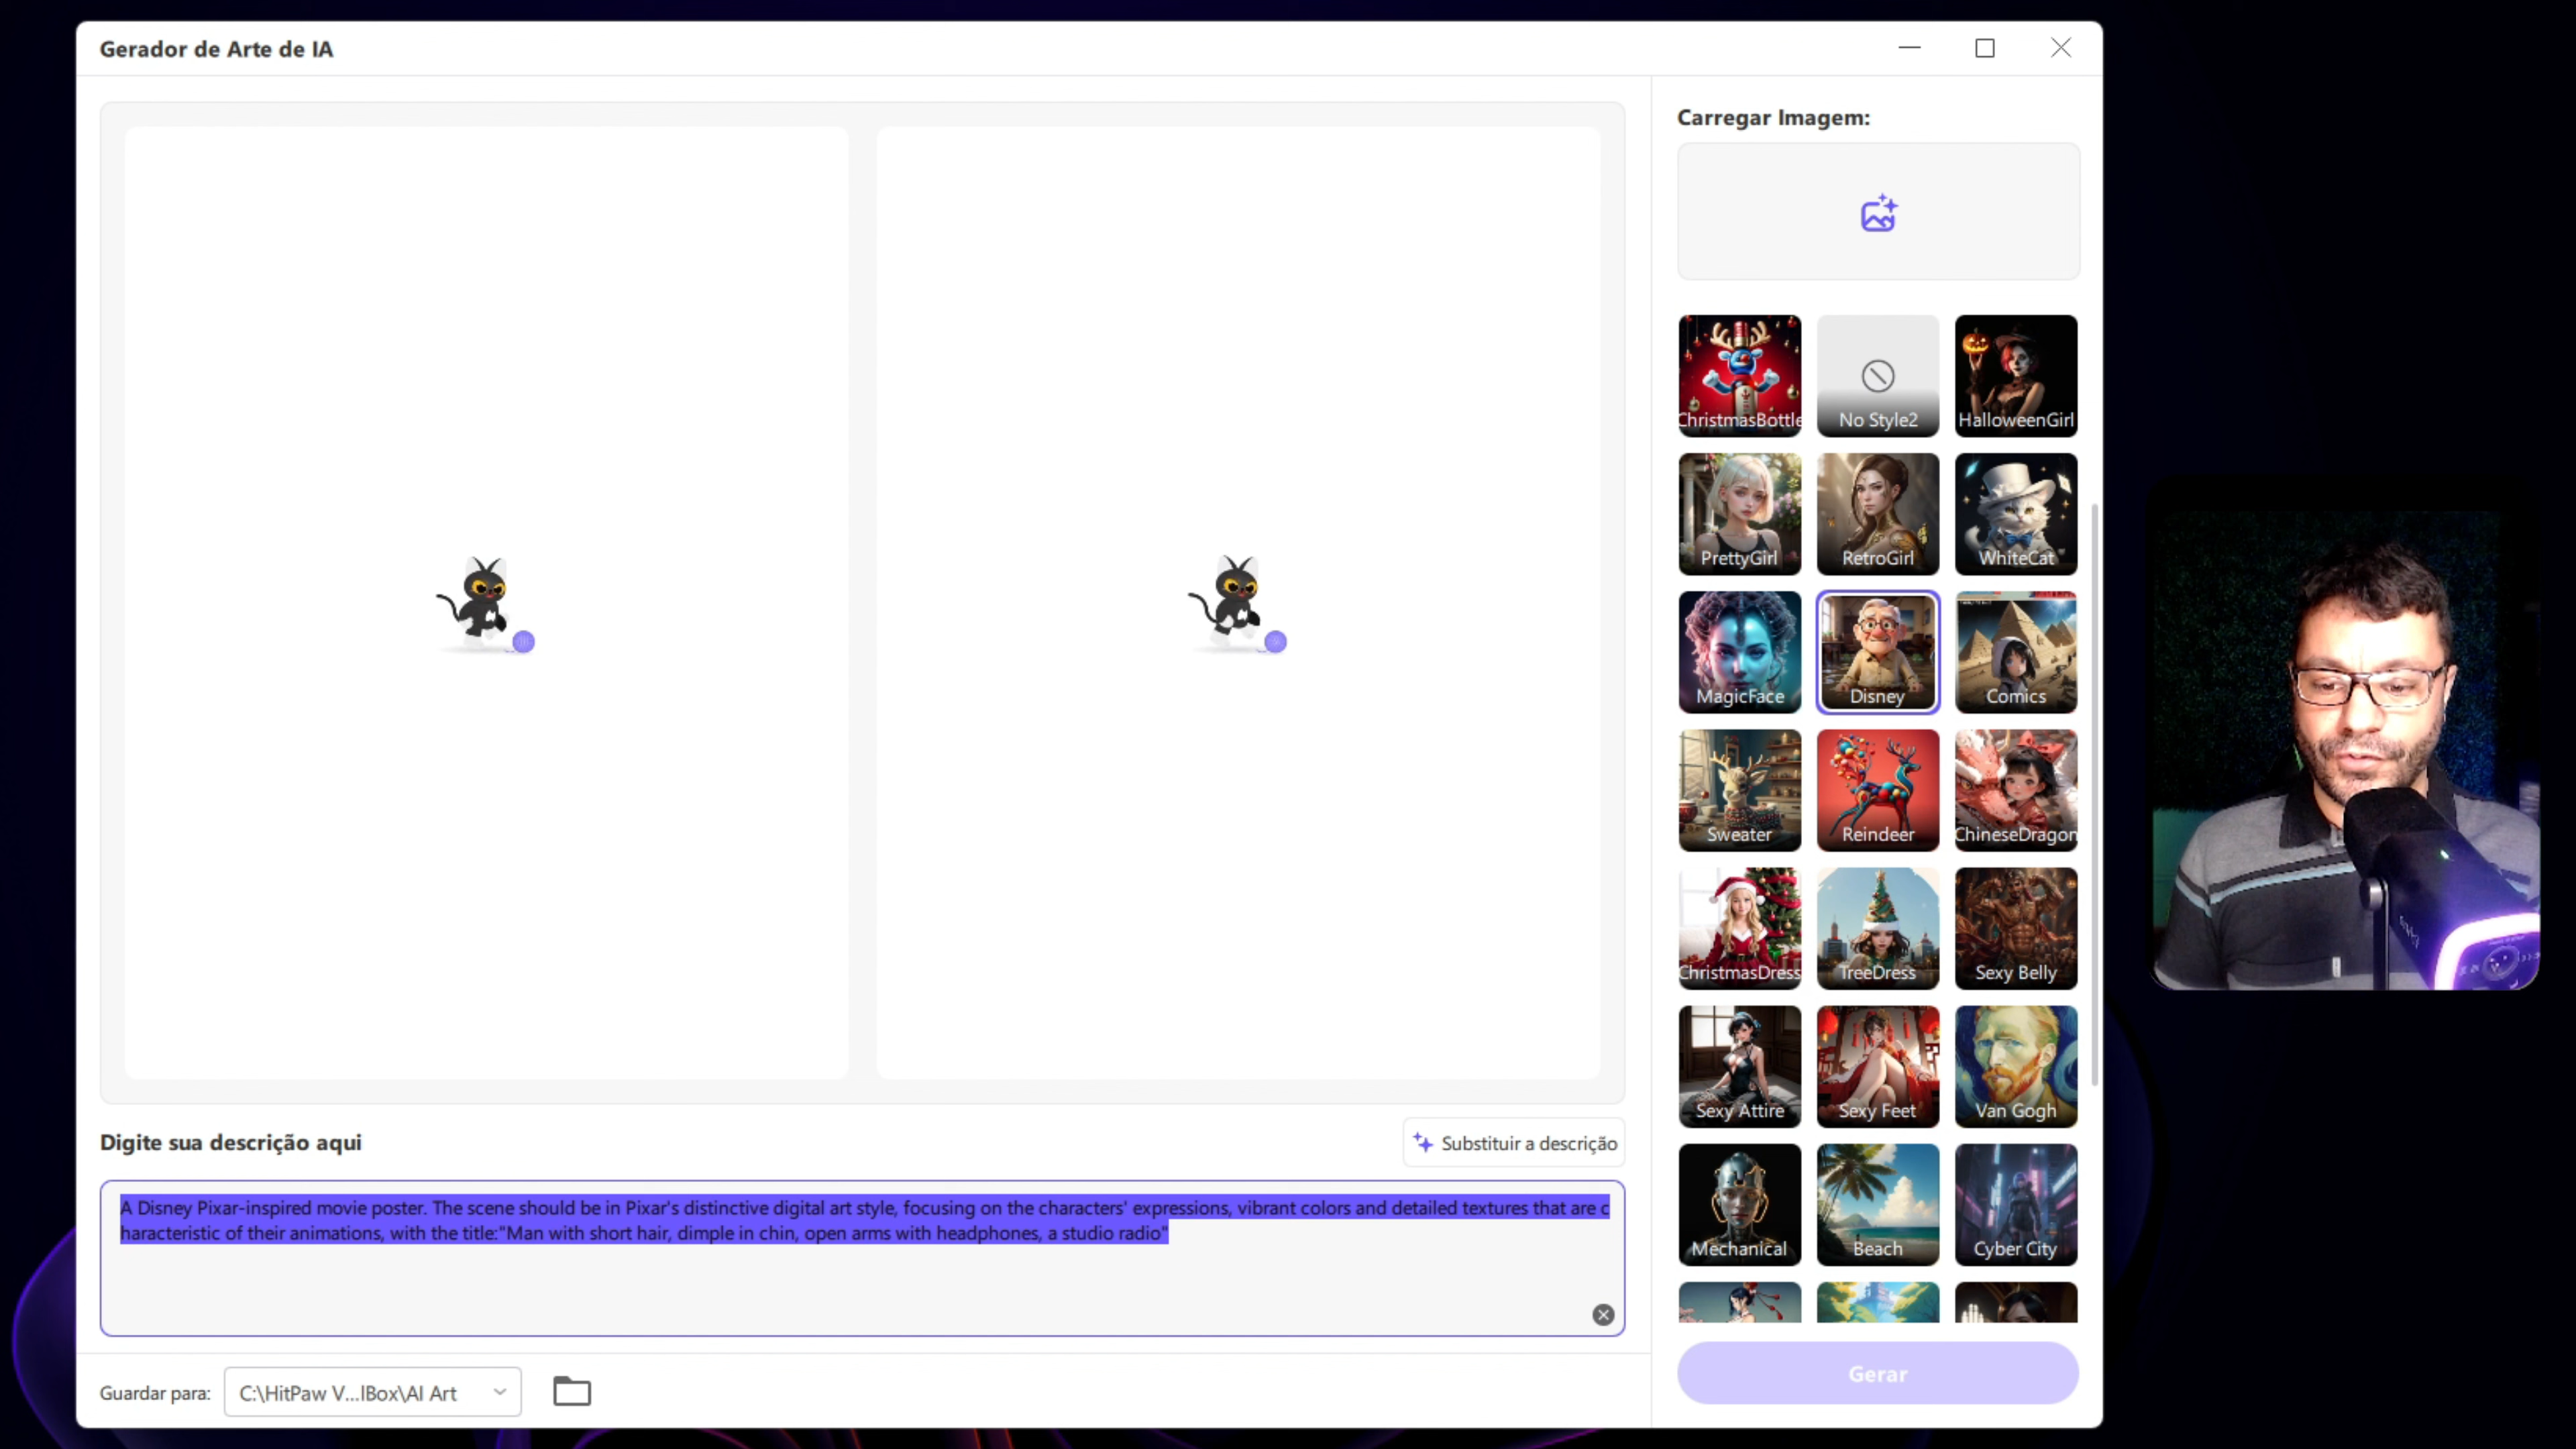 Gerador de Arte de IA
Carregar Imagem:
ChristmasBottle
No Style2
HalloweenGirl
PrettyGirl
RetroGirl
WhiteCat
MagicFace
Disney
Comics
Sweater
Reindeer
ChineseDragon
ChristmasDress
TreeDress
Sexy Belly
Sexy Attire
Sexy Feet
Van Gogh
Mechanical
Beach
Cyber City
Digite sua descrição aqui
Substituir a descrição
A Disney Pixar-inspired movie poster. The scene should be in Pixar's distinctive digital art style, focusing on the characters' expressions, vibrant colors and detailed textures that are c
haracteristic of their animations, with the title:"Man with short hair, dimple in chin, open arms with headphones, a studio radio"
Guardar para:
C:\HitPaw V...lBox\AI Art
Gerar